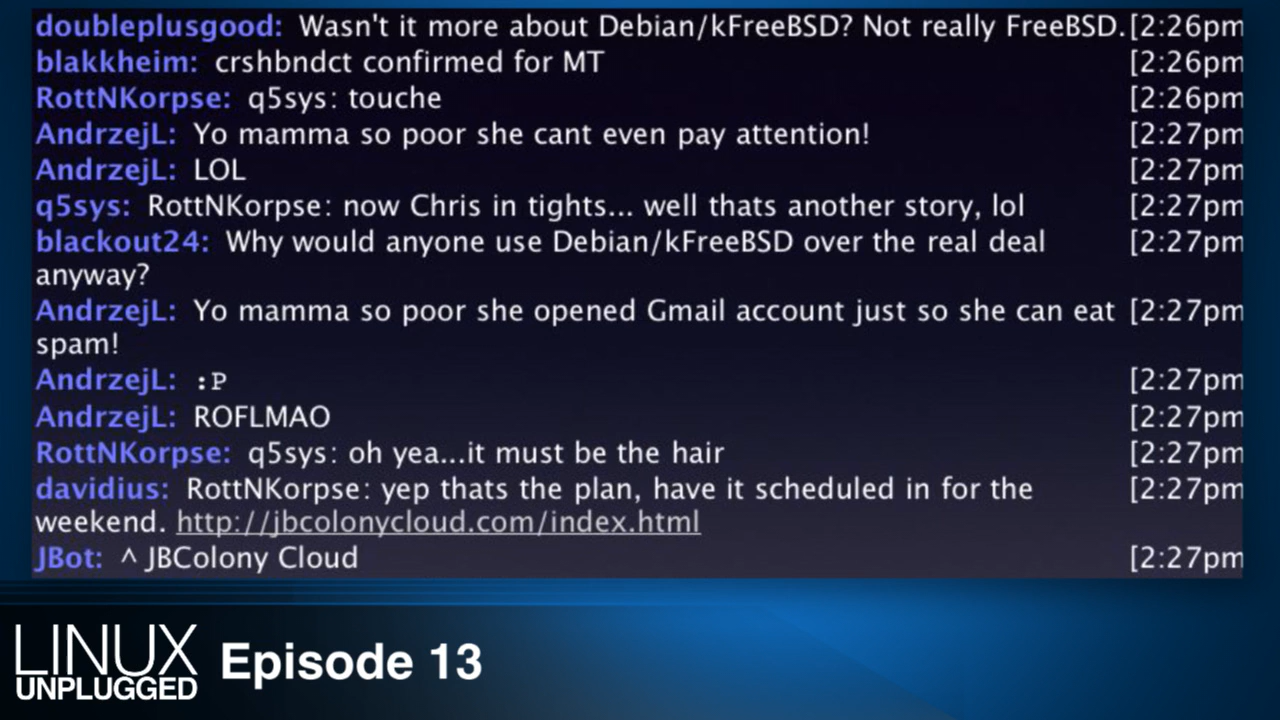 doubleplusgood: Wasn't it more about Debian/kFreeBSD? Not really FreeBSD. [2:26pm
blakkheim: crshbndct confirmed for MT [2:26pm
RottNKorpse: q5sys: touche [2:26pm
AndrzejL: Yo mamma so poor she cant even pay attention! [2:27pm
AndrzejL: LOL [2:27pm
q5sys: RottNKorpse: now Chris in tights... well thats another story, lol [2:27pm
blackout24: Why would anyone use Debian/kFreeBSD over the real deal [2:27pm
anyway?
AndrzejL: Yo mamma so poor she opened Gmail account just so she can eat [2:27pm
spam!
AndrzejL: :P [2:27pm
AndrzejL: ROFLMAO [2:27pm
RottNKorpse: q5sys: oh yea...it must be the hair [2:27pm
davidius: RottNKorpse: yep thats the plan, have it scheduled in for the [2:27pm
weekend. http://jbcolonycloud.com/index.html
JBot: ^ JBColony Cloud [2:27pm
LINUX
UNPLUGGED
Episode 13